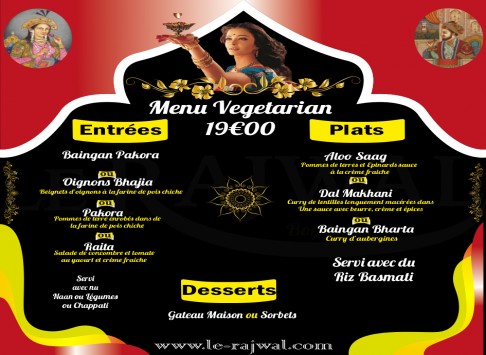 Menu Vegetarian
19€00
Entrées
Baingan Pakora
ou
Oignons Bhajia
Beignets d'oignons à la farine de pois chiche
ou
Pakora
Pommes de terre enrobés dans de
la farine de pois chiche
ou
Raita
Salade de concombre et tomate
au yaourt et crème fraiche
Servi
avec nu
Naan ou Légumes
ou Chappati
Plats
Aloo Saag
Pommes de terres et Epinards sauce
à la crème fraiche
ou
Dal Makhani
Curry de lentilles longuement macérées dans
Une sauce avec beurre, crème et épices
ou
Baingan Bharta
Curry d'aubergines
Servi avec du
Riz Basmati
Desserts
Gateau Maison ou Sorbets
www.le-rajwal.com